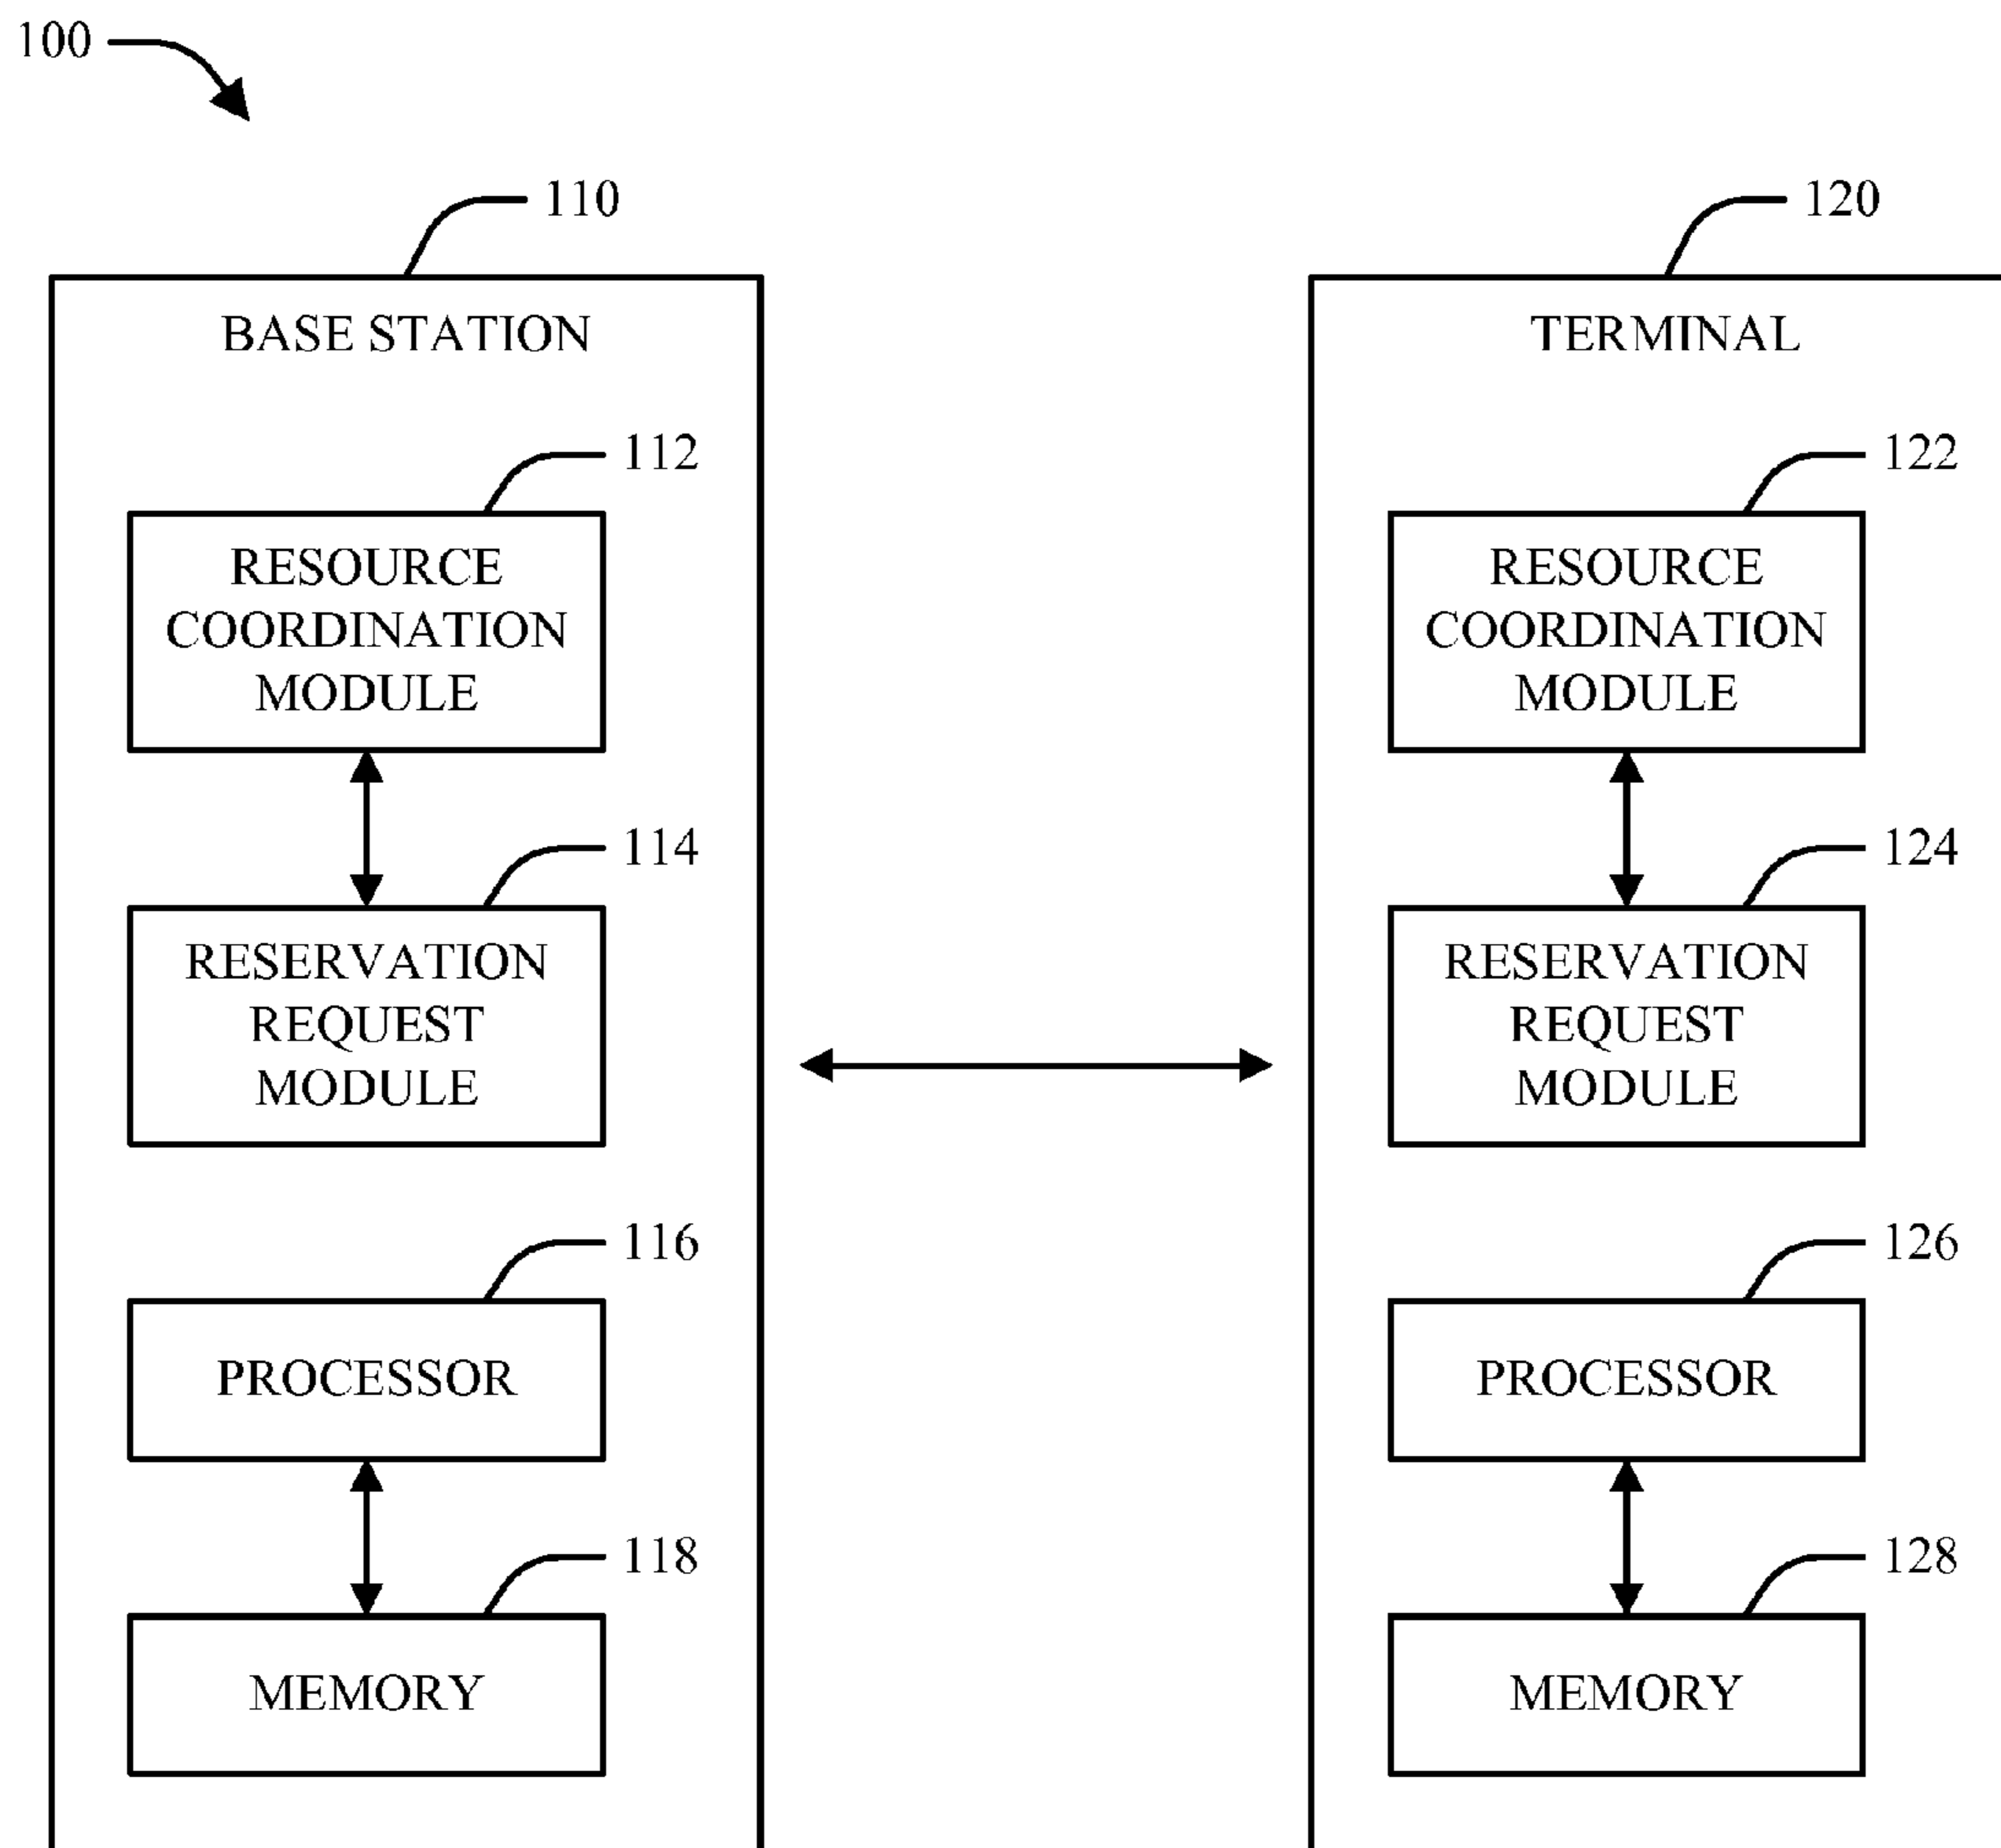 100
110
BASE STATION
112
RESOURCE
COORDINATION
MODULE
114
RESERVATION
REQUEST
MODULE
116
PROCESSOR
118
MEMORY
120
TERMINAL
122
RESOURCE
COORDINATION
MODULE
124
RESERVATION
REQUEST
MODULE
126
PROCESSOR
128
MEMORY